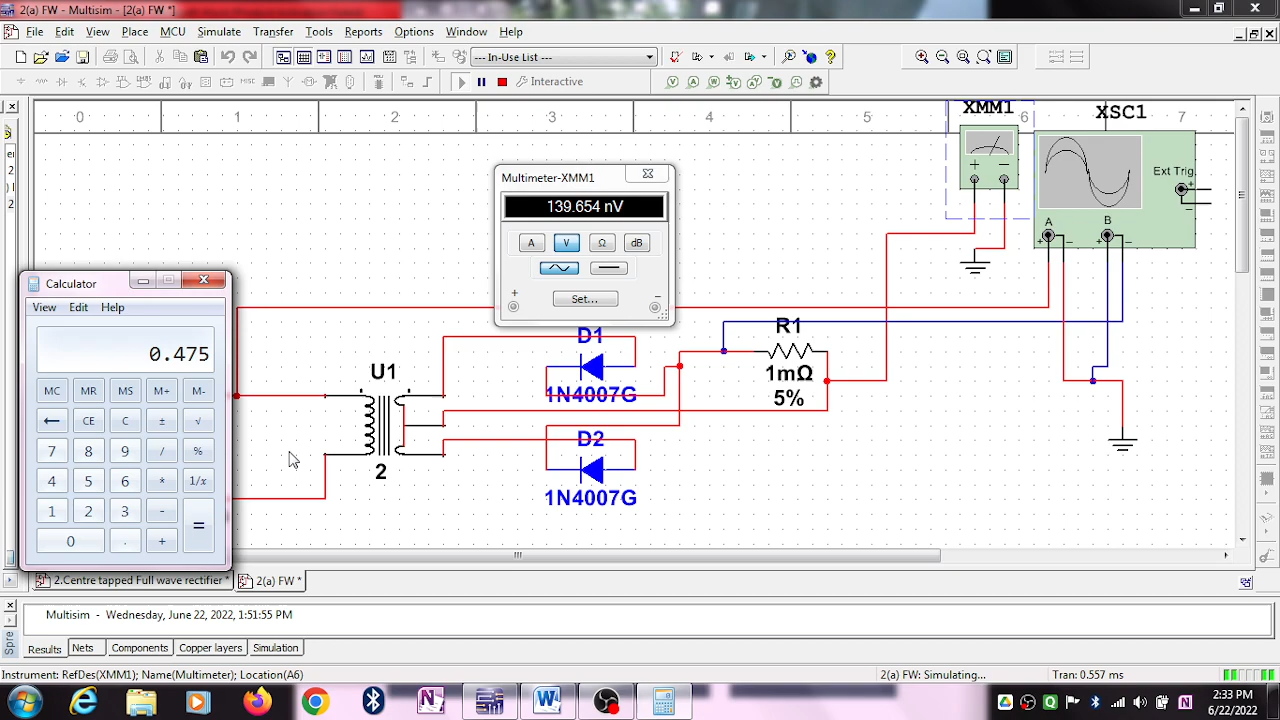 2(a) FW - Multisim - [2(a) FW *]
File Edit View Place MCU Simulate Transfer Tools Reports Options Window Help
--- In-Use List ---
Interactive
0 1 2 3 4 5 6 7
XMM1
XSC1
Ext Trig
A B
Multimeter-XMM1
139.654 nV
A V Ω dB
Set...
Calculator
View Edit Help
0.475
MC MR MS M+ M-
← CE C ± √
7 8 9 / %
4 5 6 * 1/x
1 2 3 - =
0 . +
U1
2
D1
1N4007G
D2
1N4007G
R1
1mΩ
5%
2.Centre tapped Full wave rectifier *
2(a) FW *
Multisim - Wednesday, June 22, 2022, 1:51:55 PM
Spre
Results Nets Components Copper layers Simulation
Instrument: RefDes(XMM1); Name(Multimeter); Location(A6)
2(a) FW: Simulating...
Tran: 0.557 ms
2:33 PM
6/22/2022